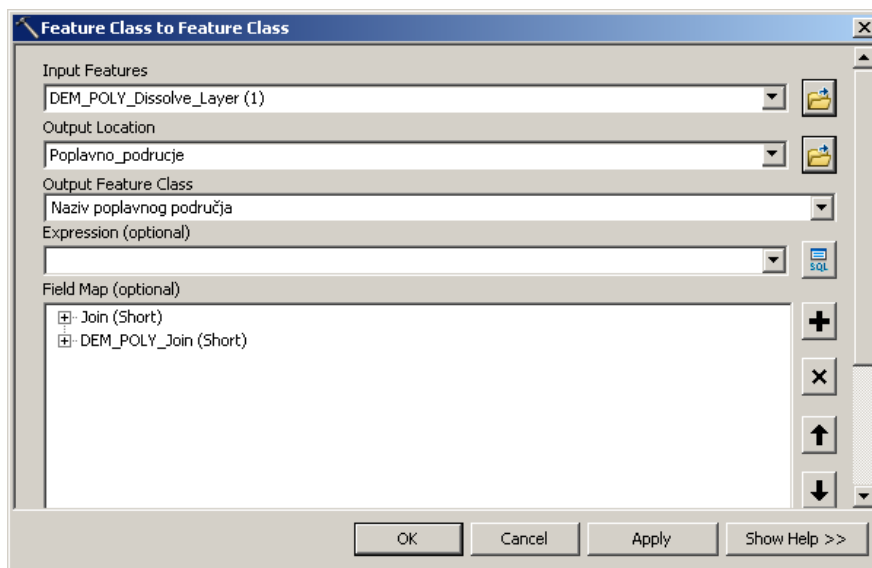 Feature Class to Feature Class
Input Features
DEM_POLY_Dissolve_Layer (1)
Output Location
Poplavno_podrucje
Output Feature Class
Naziv poplavnog područja
Expression (optional)
SQL
Field Map (optional)
Join (Short)
DEM_POLY_Join (Short)
OK Cancel Apply Show Help >>